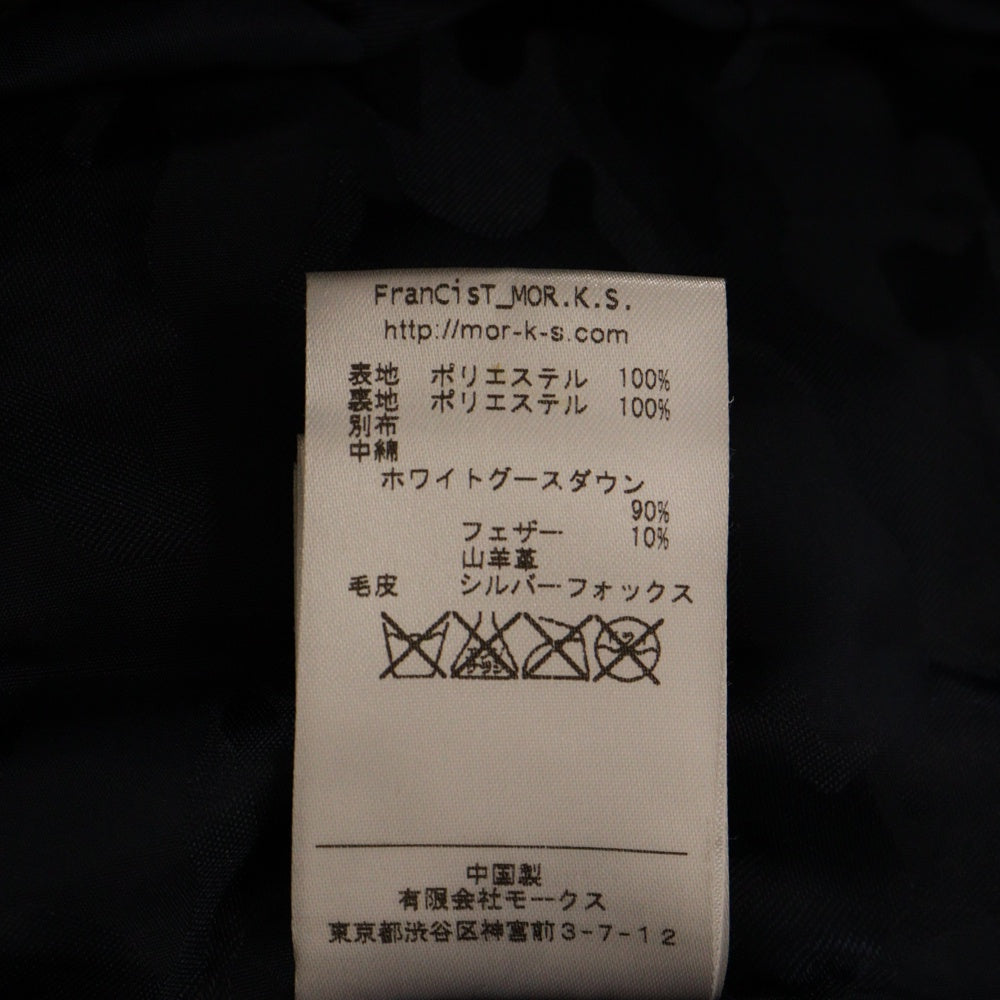 FranCisT_MOR.K.S.
http://mor-k-s.com
表地 ポリエステル 100%
裏地 ポリエステル 100%
別布
中綿
ホワイトグースダウン
90%
フェザー 10%
山羊革
毛皮 シルバーフォックス
中国製
有限会社モークス
東京都渋谷区神宮前3-7-12